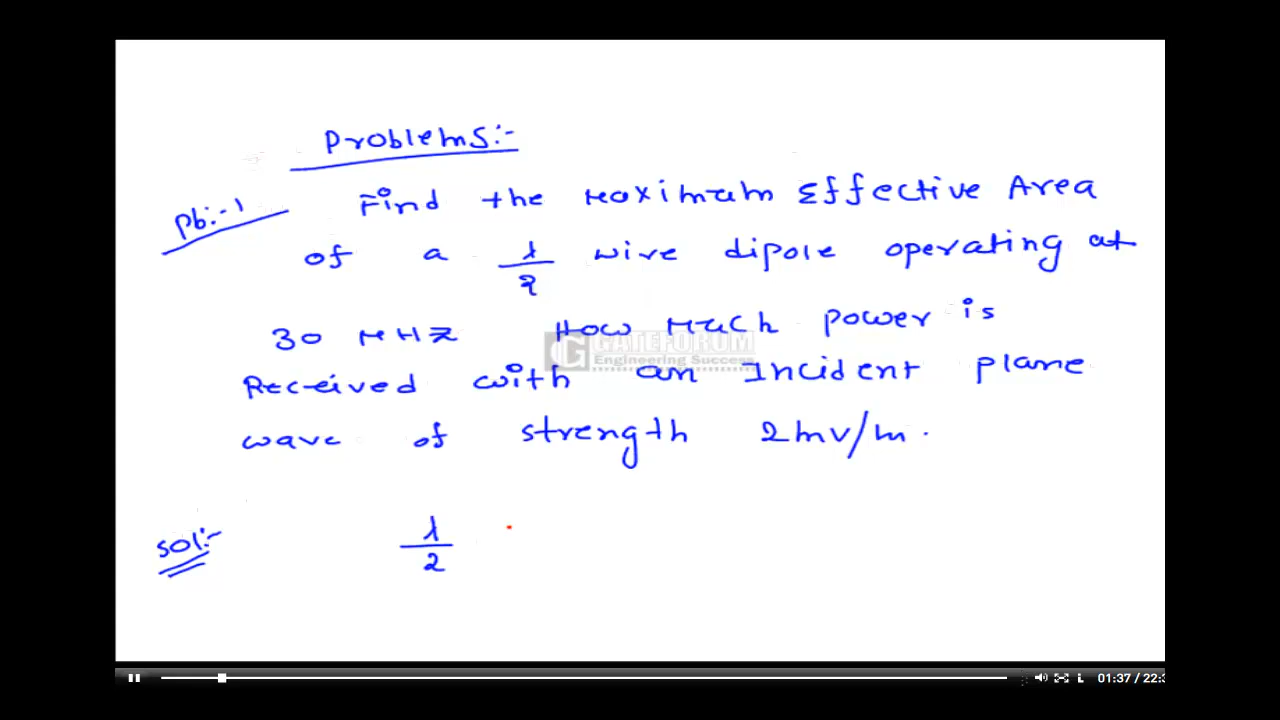 Problems:-
Pb:-1 Find the Maximum Effective Area
of a λ/2 wire dipole operating at
30 MHz How Much power is
GATEFORUM
Engineering Success
Received with an Incident plane
wave of strength 2mv/m.
Sol:- λ/2
01:37 / 22:3